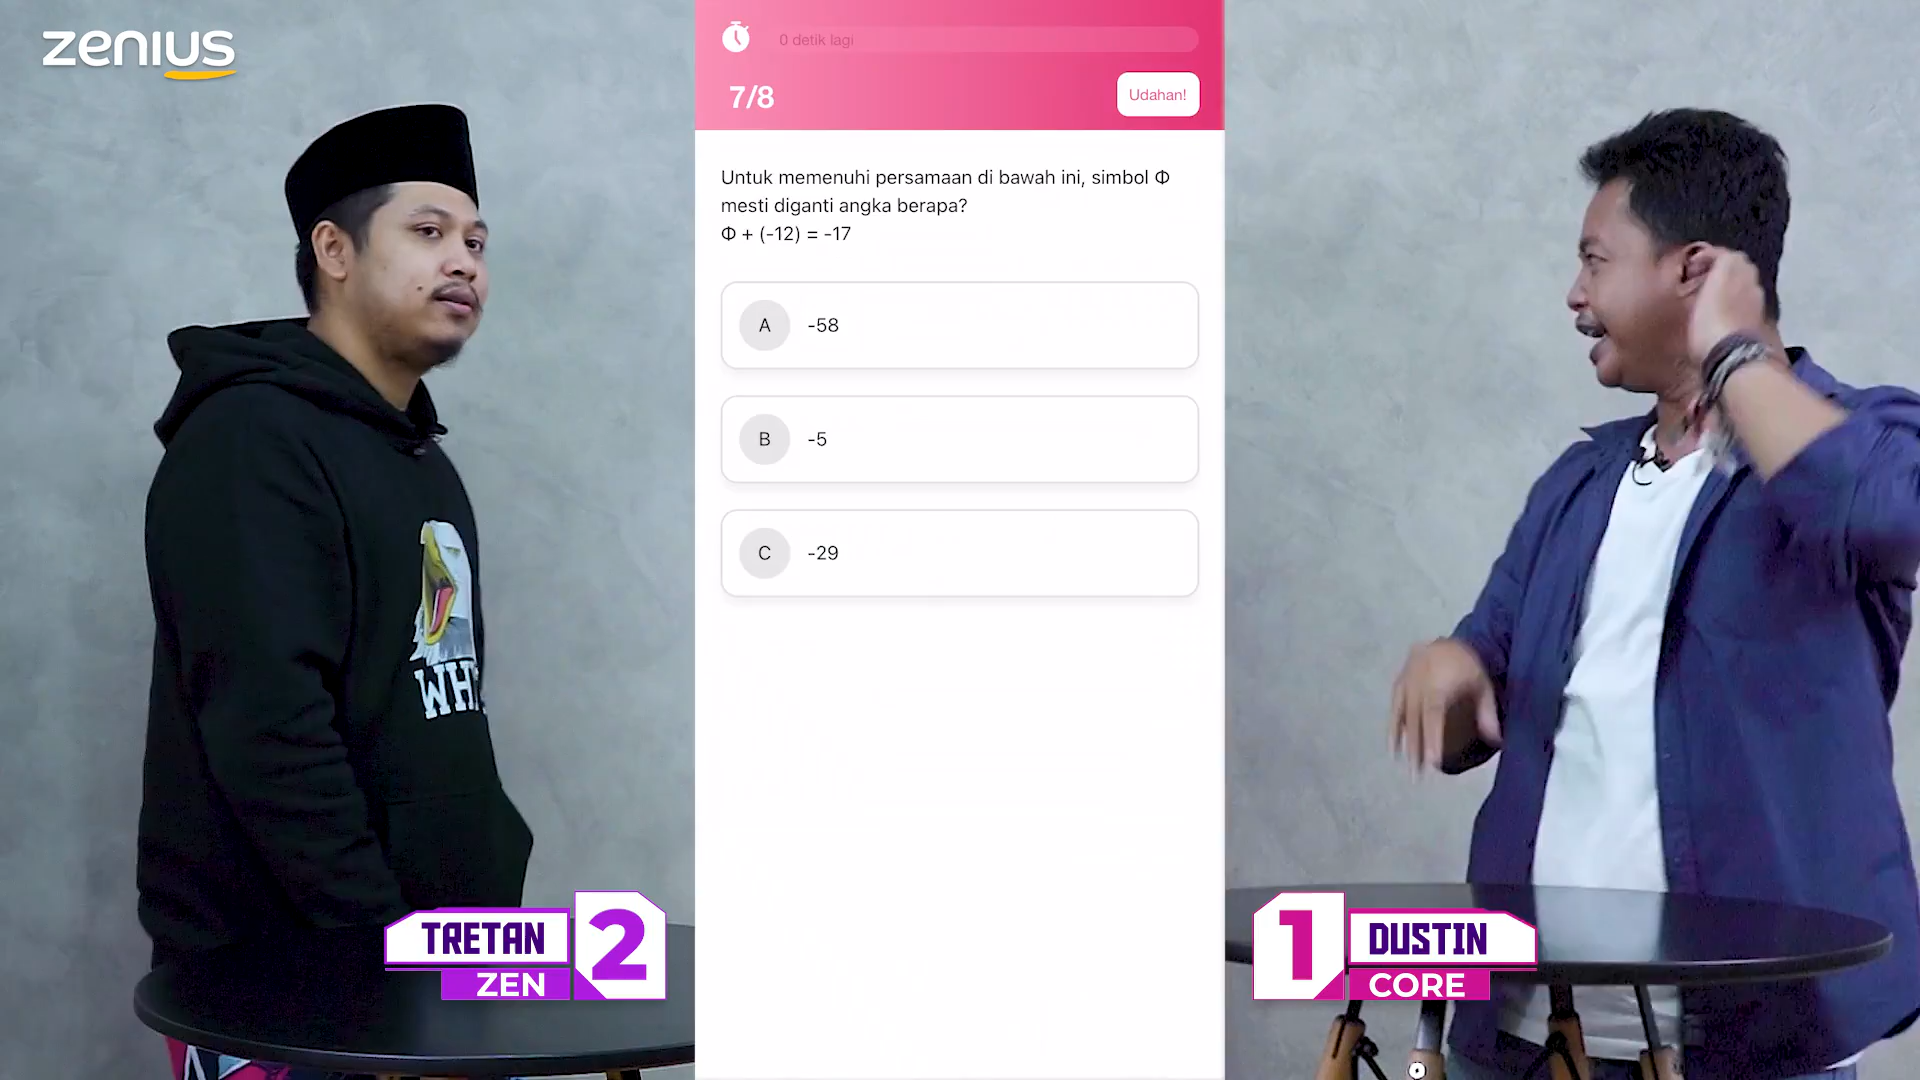 zenius
0 detik lagi
7/8
Udahan!
Untuk memenuhi persamaan di bawah ini, simbol Φ
mesti diganti angka berapa?
Φ + (-12) = -17
A -58
B -5
C -29
WH
TRETAN
ZEN
2
1
DUSTIN
CORE